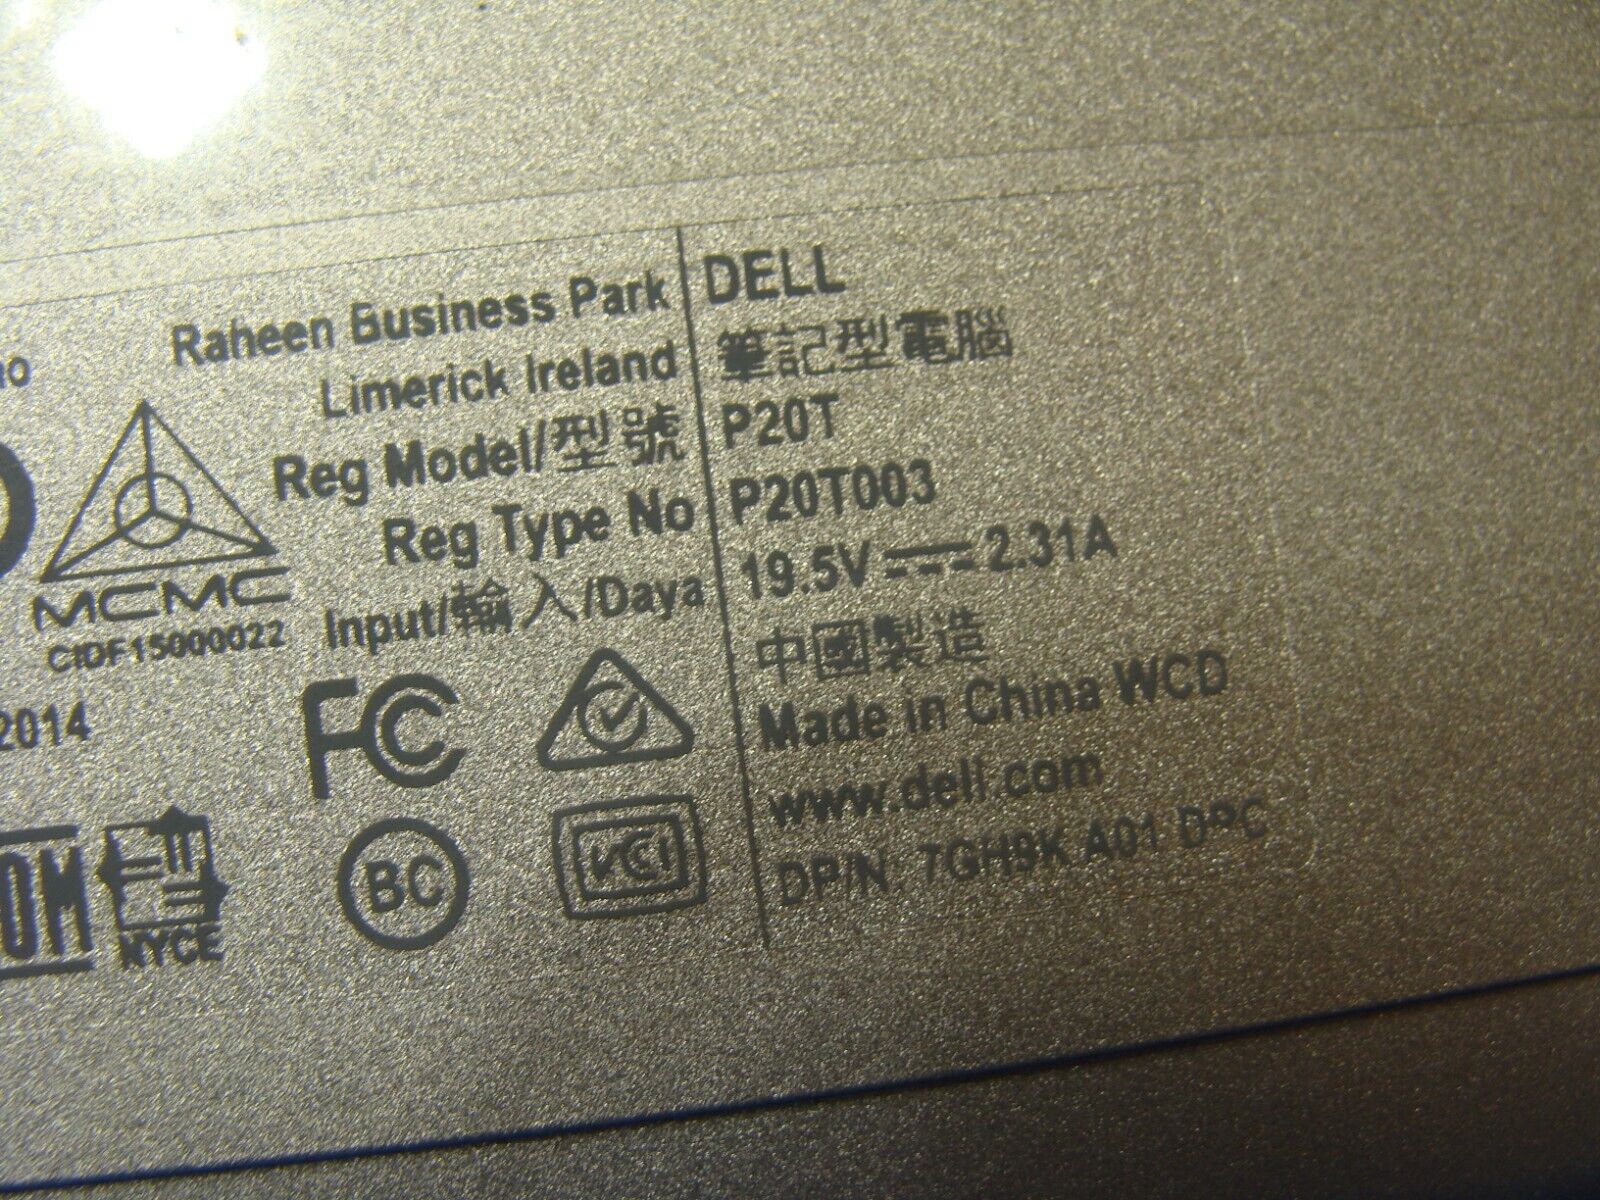 Raheen Business Park
Limerick Ireland
Reg Model/型號
Reg Type No
Input/輸入/Daya
MCMC
CIDF15000022
2014
FC
BC
VCCI
NYCE
DELL
筆記型電腦
P20T
P20T003
19.5V⎓2.31A
中國製造
Made in China WCD
www.dell.com
DP/N: 7GH9K A01 DPC